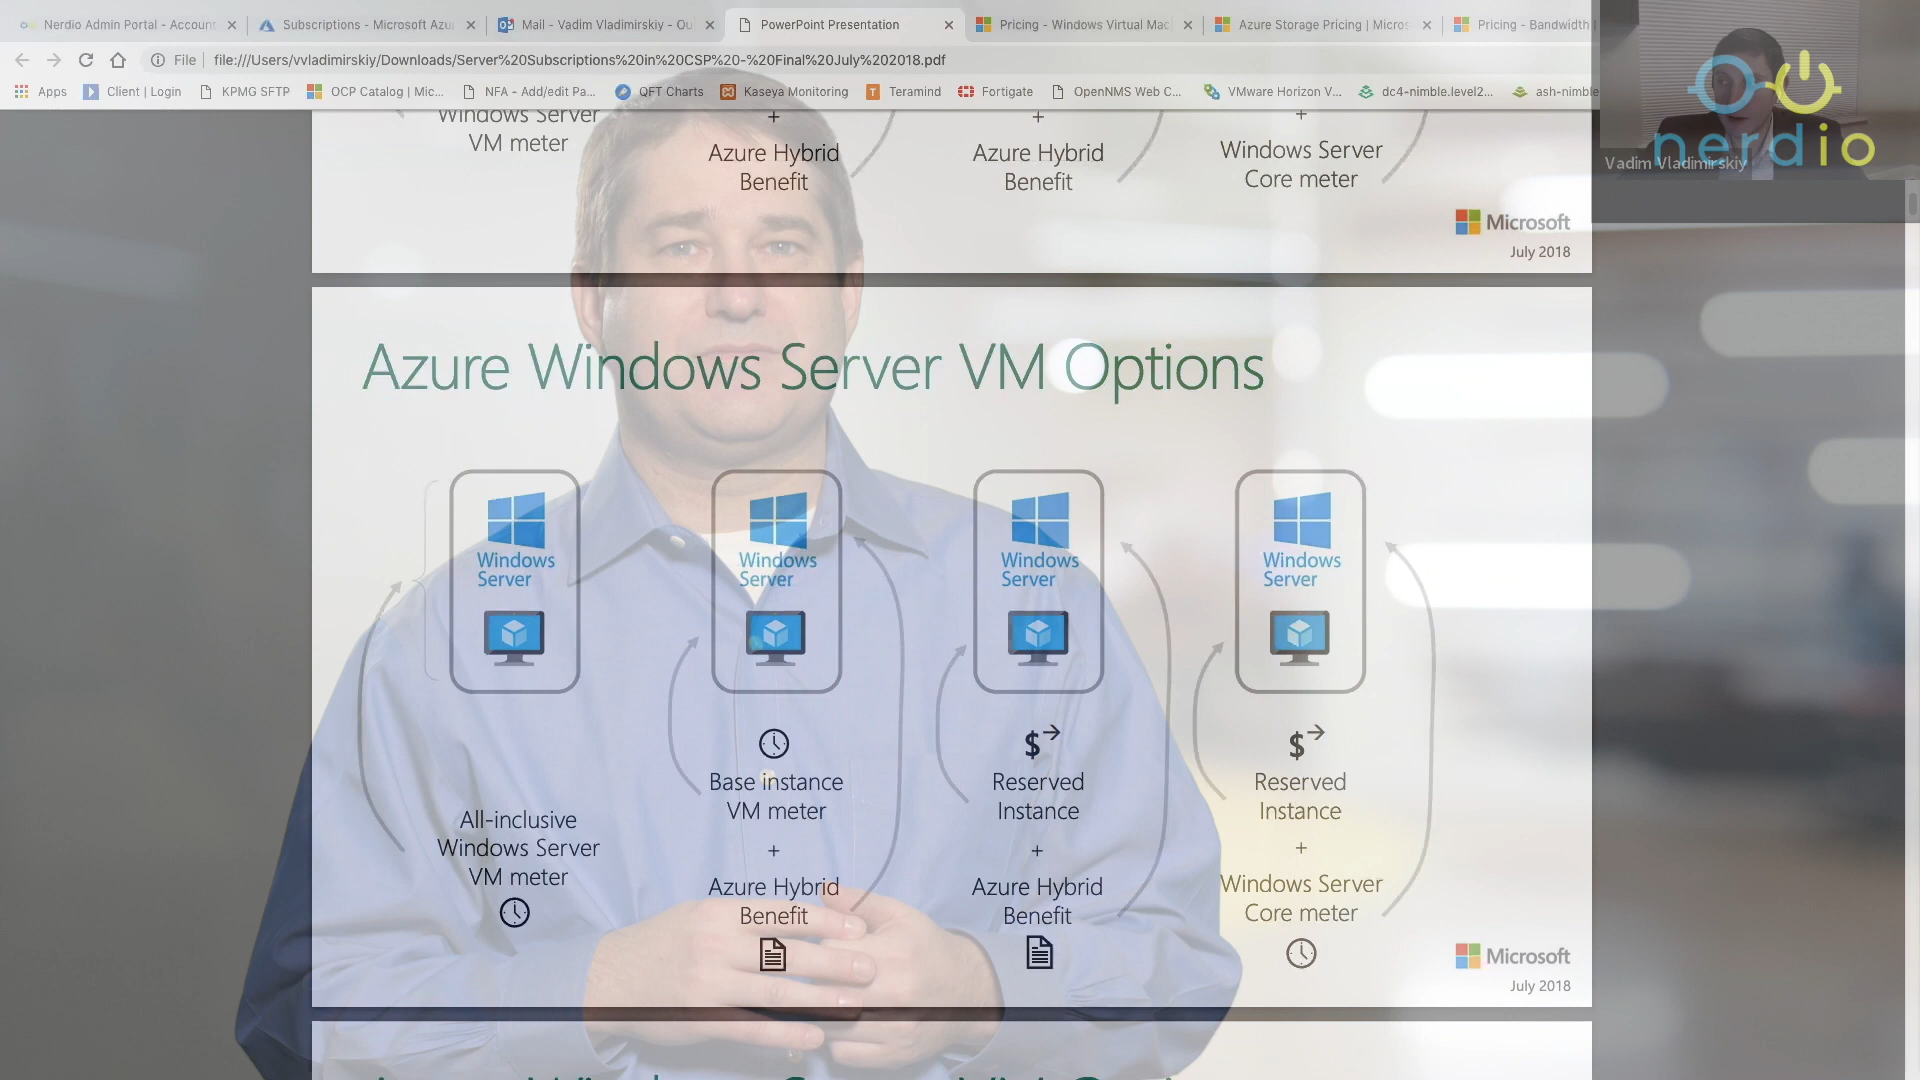 Nerdio Admin Portal - Account
Subscriptions - Microsoft Azu
Mail - Vadim Vladimirskiy - Ou
PowerPoint Presentation
Pricing - Windows Virtual Mac
Azure Storage Pricing | Micros
Pricing - Bandwidth |
File
file:///Users/vvladimirskiy/Downloads/Server%20Subscriptions%20in%20CSP%20-%20Final%20July%202018.pdf
Apps
Client | Login
KPMG SFTP
OCP Catalog | Mic...
NFA - Add/edit Pa...
QFT Charts
Kaseya Monitoring
Teramind
Fortigate
OpenNMS Web C...
VMware Horizon V...
dc4-nimble.level2...
ash-nimble
nerdio
Vadim Vladimirskiy
Windows Server
VM meter
+
Azure Hybrid
Benefit
+
Azure Hybrid
Benefit
+
Windows Server
Core meter
Microsoft
July 2018
Azure Windows Server VM Options
Windows
Server
Windows
Server
Windows
Server
Windows
Server
All-inclusive
Windows Server
VM meter
Base instance
VM meter
+
Azure Hybrid
Benefit
$
Reserved
Instance
+
Azure Hybrid
Benefit
$
Reserved
Instance
+
Windows Server
Core meter
Microsoft
July 2018